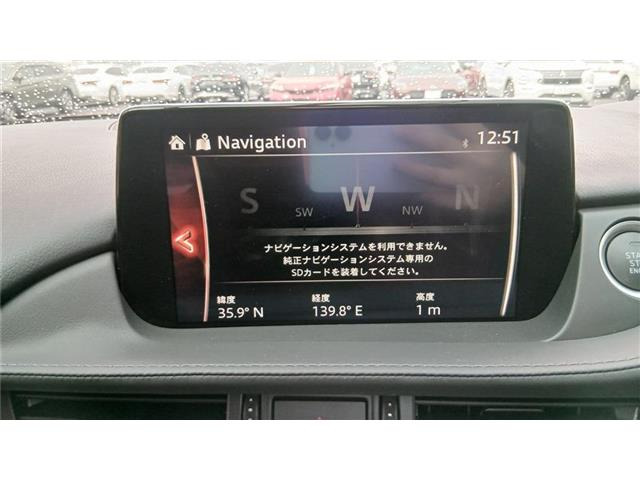 Navigation
12:51
S W N
SW NW
ナビゲーションシステムを利用できません。
純正ナビゲーションシステム専用の
SDカードを装着してください。
緯度 経度 高度
35.9° N 139.8° E 1 m